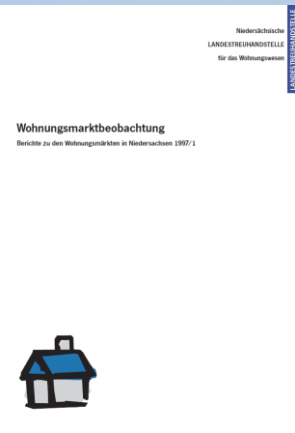 Niedersächsische
LANDESTREUHANDSTELLE
für das Wohnungswesen
LANDESTREUHANDSTELLE
Wohnungsmarktbeobachtung
Berichte zu den Wohnungsmärkten in Niedersachsen 1997/1